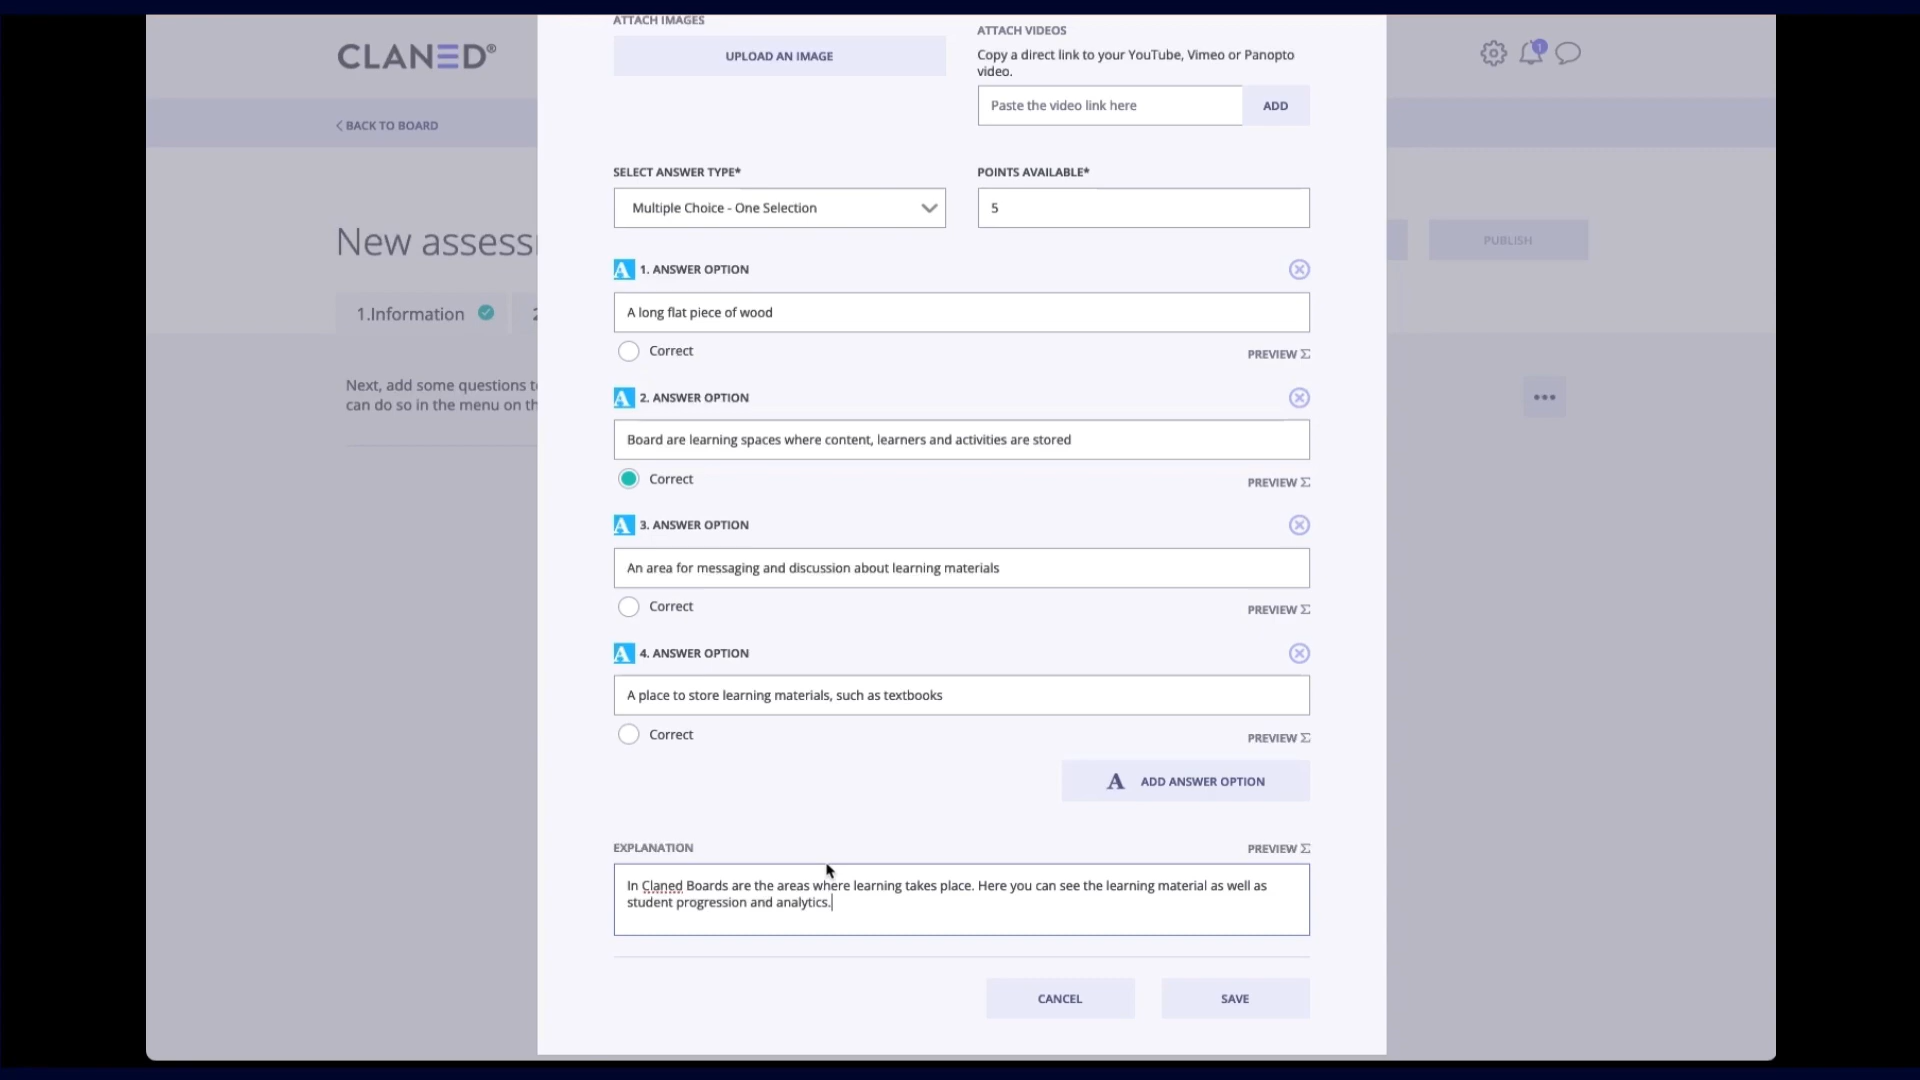 CLANED®
1
< BACK TO BOARD
New assess
PUBLISH
1.Information
2
Next, add some questions t
can do so in the menu on th
ATTACH IMAGES
UPLOAD AN IMAGE
ATTACH VIDEOS
Copy a direct link to your YouTube, Vimeo or Panopto
video.
Paste the video link here
ADD
SELECT ANSWER TYPE*
Multiple Choice - One Selection
POINTS AVAILABLE*
5
A 1. ANSWER OPTION
A long flat piece of wood
Correct
PREVIEW Σ
A 2. ANSWER OPTION
Board are learning spaces where content, learners and activities are stored
Correct
PREVIEW Σ
A 3. ANSWER OPTION
An area for messaging and discussion about learning materials
Correct
PREVIEW Σ
A 4. ANSWER OPTION
A place to store learning materials, such as textbooks
Correct
PREVIEW Σ
A ADD ANSWER OPTION
EXPLANATION
PREVIEW Σ
In Claned Boards are the areas where learning takes place. Here you can see the learning material as well as
student progression and analytics.
CANCEL
SAVE